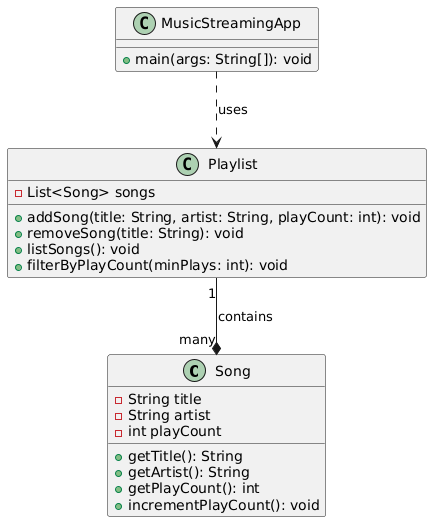 C MusicStreamingApp
main(args: String[]): void
uses
C Playlist
List<Song> songs
addSong(title: String, artist: String, playCount: int): void
removeSong(title: String): void
listSongs(): void
filterByPlayCount(minPlays: int): void
1
contains
many
C Song
String title
String artist
int playCount
getTitle(): String
getArtist(): String
getPlayCount(): int
incrementPlayCount(): void